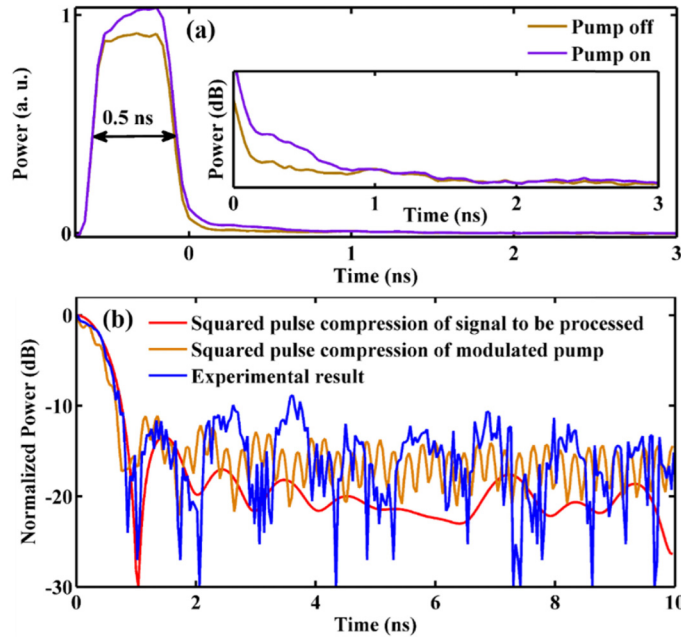 (a)
Pump off
Pump on
1
0
Power (a. u.)
0.5 ns
Power (dB)
0 1 2 3
Time (ns)
0 1 2 3
Time (ns)
(b)
Squared pulse compression of signal to be processed
Squared pulse compression of modulated pump
Experimental result
0
-10
-20
-30
Normalized Power (dB)
0 2 4 6 8 10
Time (ns)